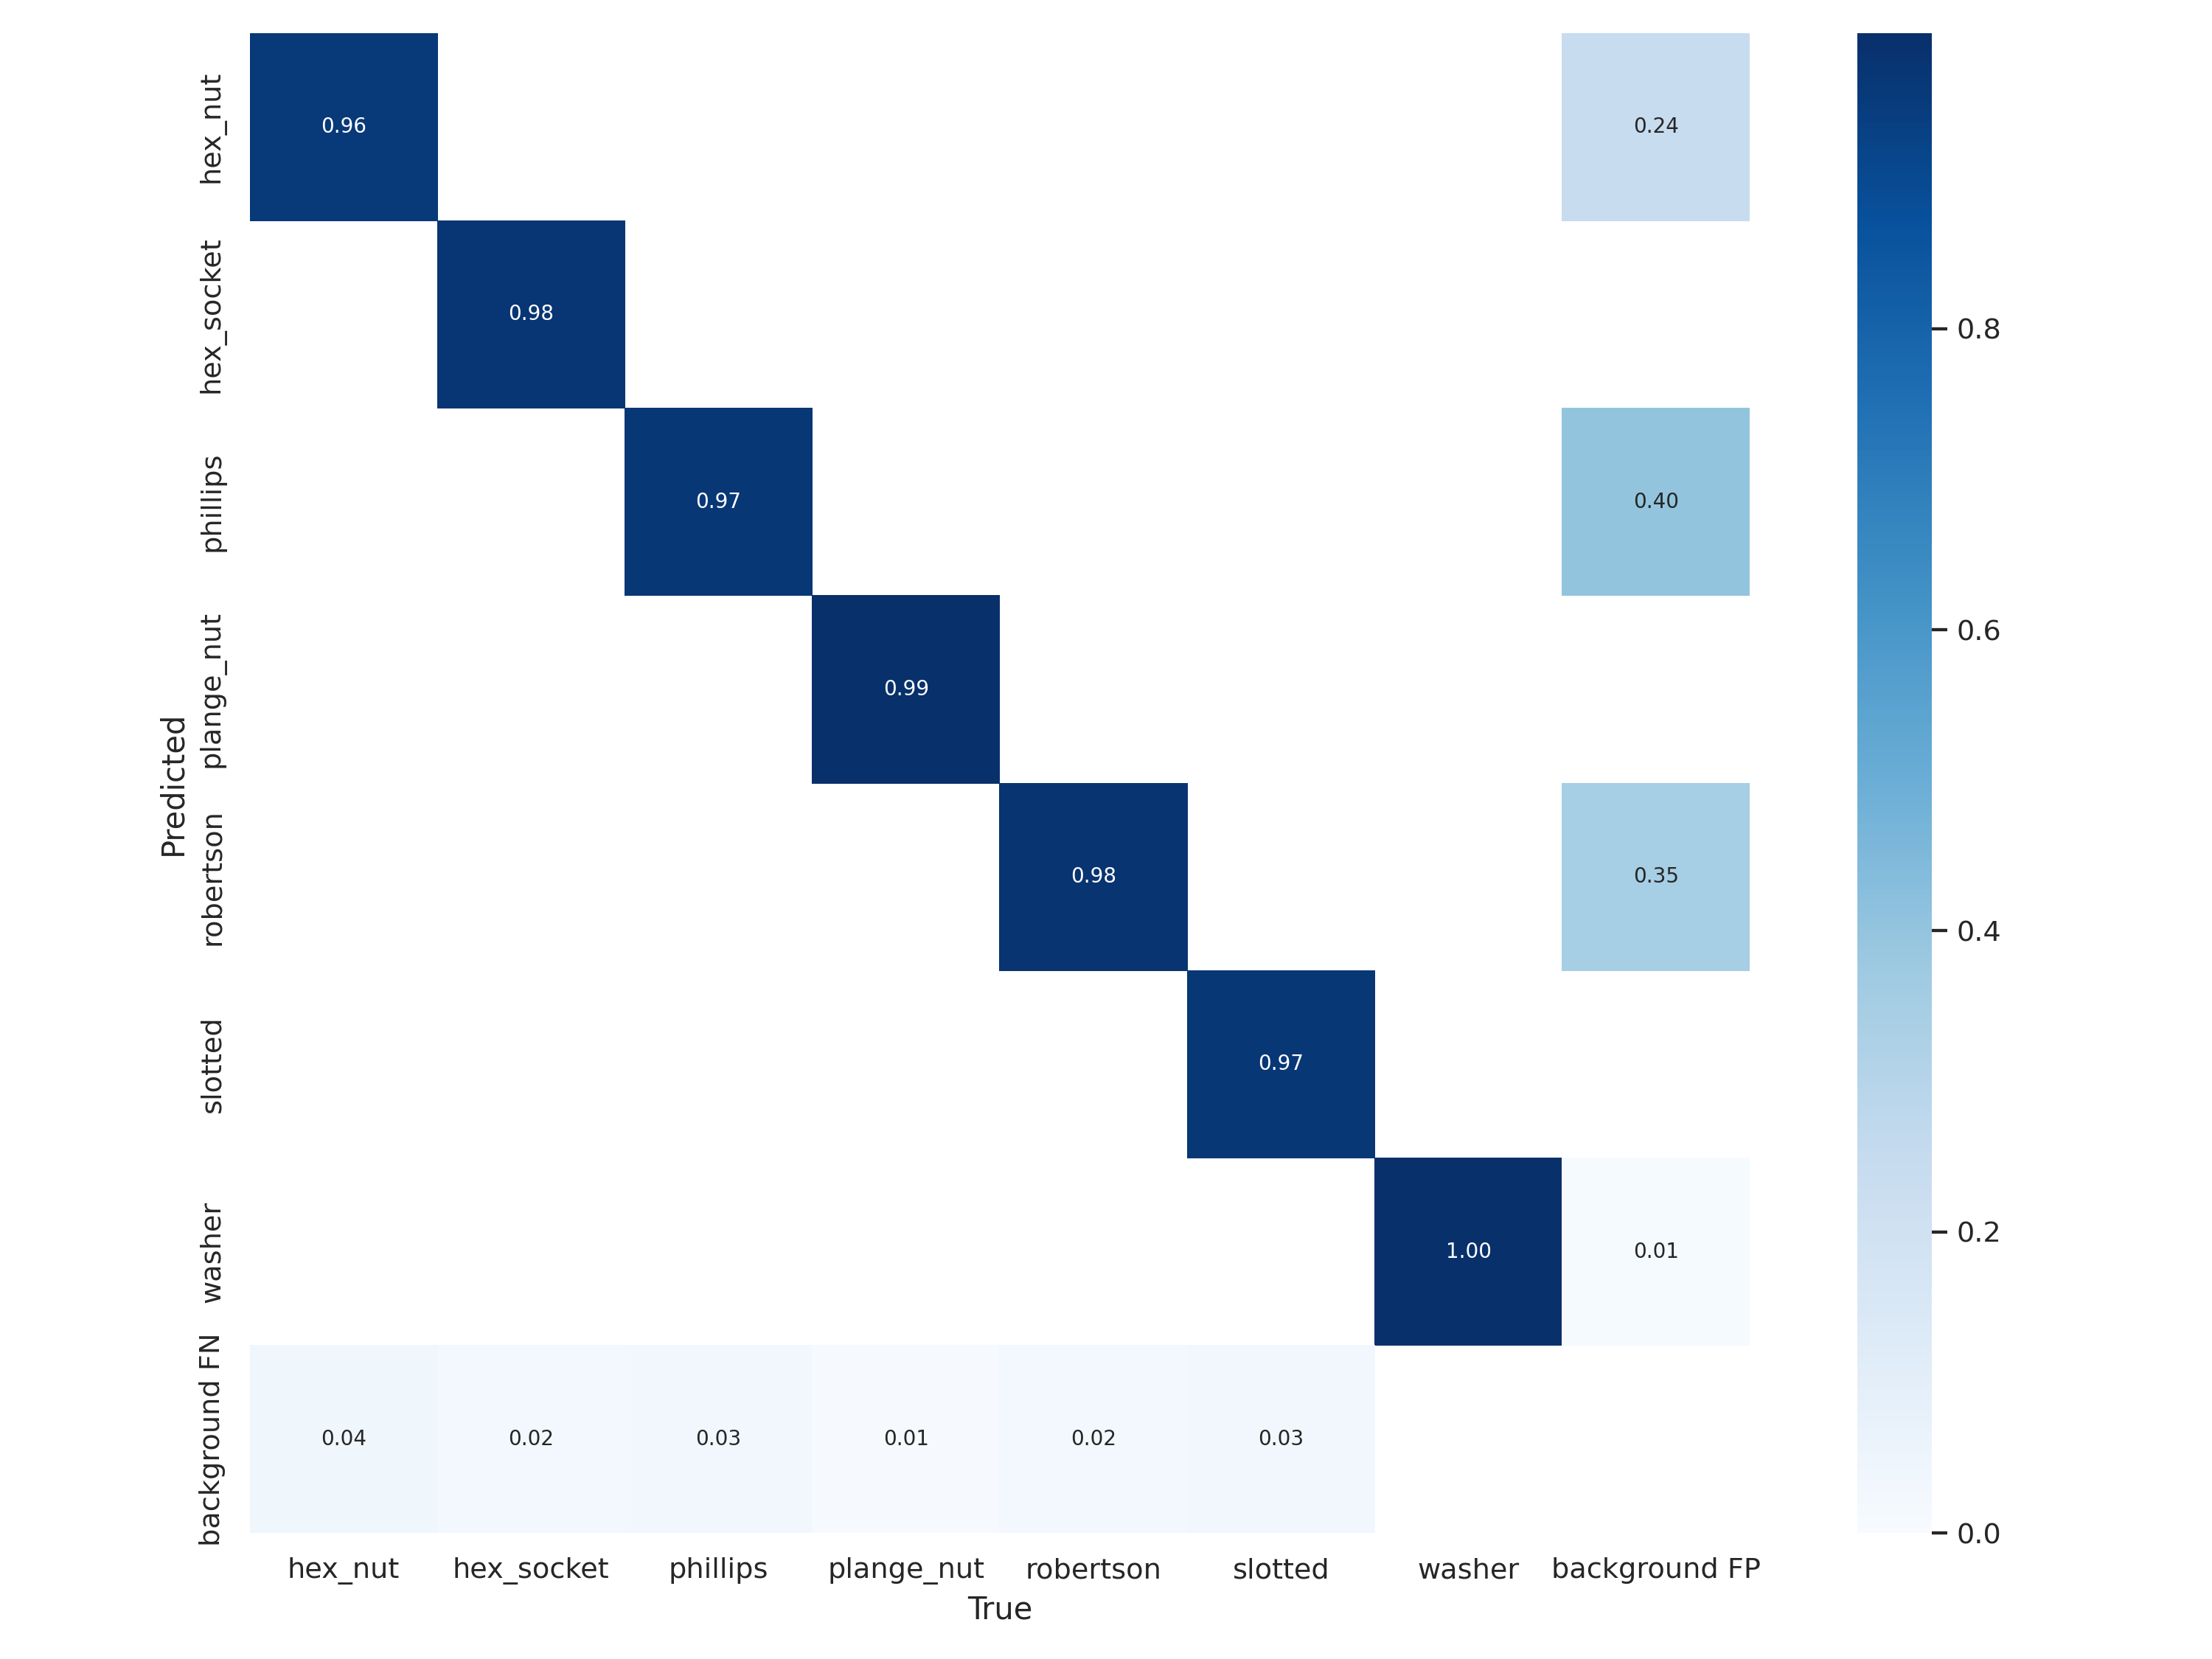 Predicted
hex_nut
hex_socket
phillips
plange_nut
robertson
slotted
washer
background FN
0.96
0.24
0.98
0.97
0.40
0.99
0.98
0.35
0.97
1.00
0.01
0.04
0.02
0.03
0.01
0.02
0.03
hex_nut
hex_socket
phillips
plange_nut
robertson
slotted
washer
background FP
True
0.8
0.6
0.4
0.2
0.0